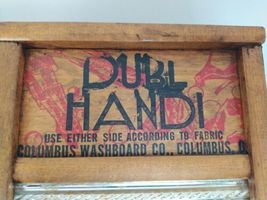 DUBL
HANDI
USE EITHER SIDE ACCORDING TO FABRIC
COLUMBUS WASHBOARD CO., COLUMBUS, O.